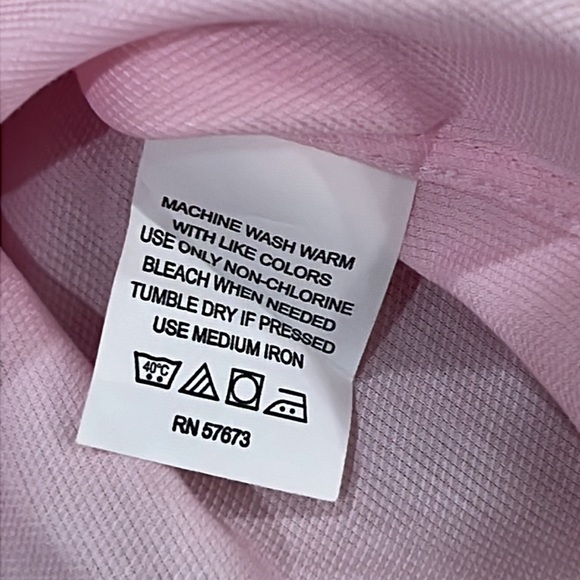 MACHINE WASH WARM
WITH LIKE COLORS
USE ONLY NON-CHLORINE
BLEACH WHEN NEEDED
TUMBLE DRY IF PRESSED
USE MEDIUM IRON
40°C
RN 57673